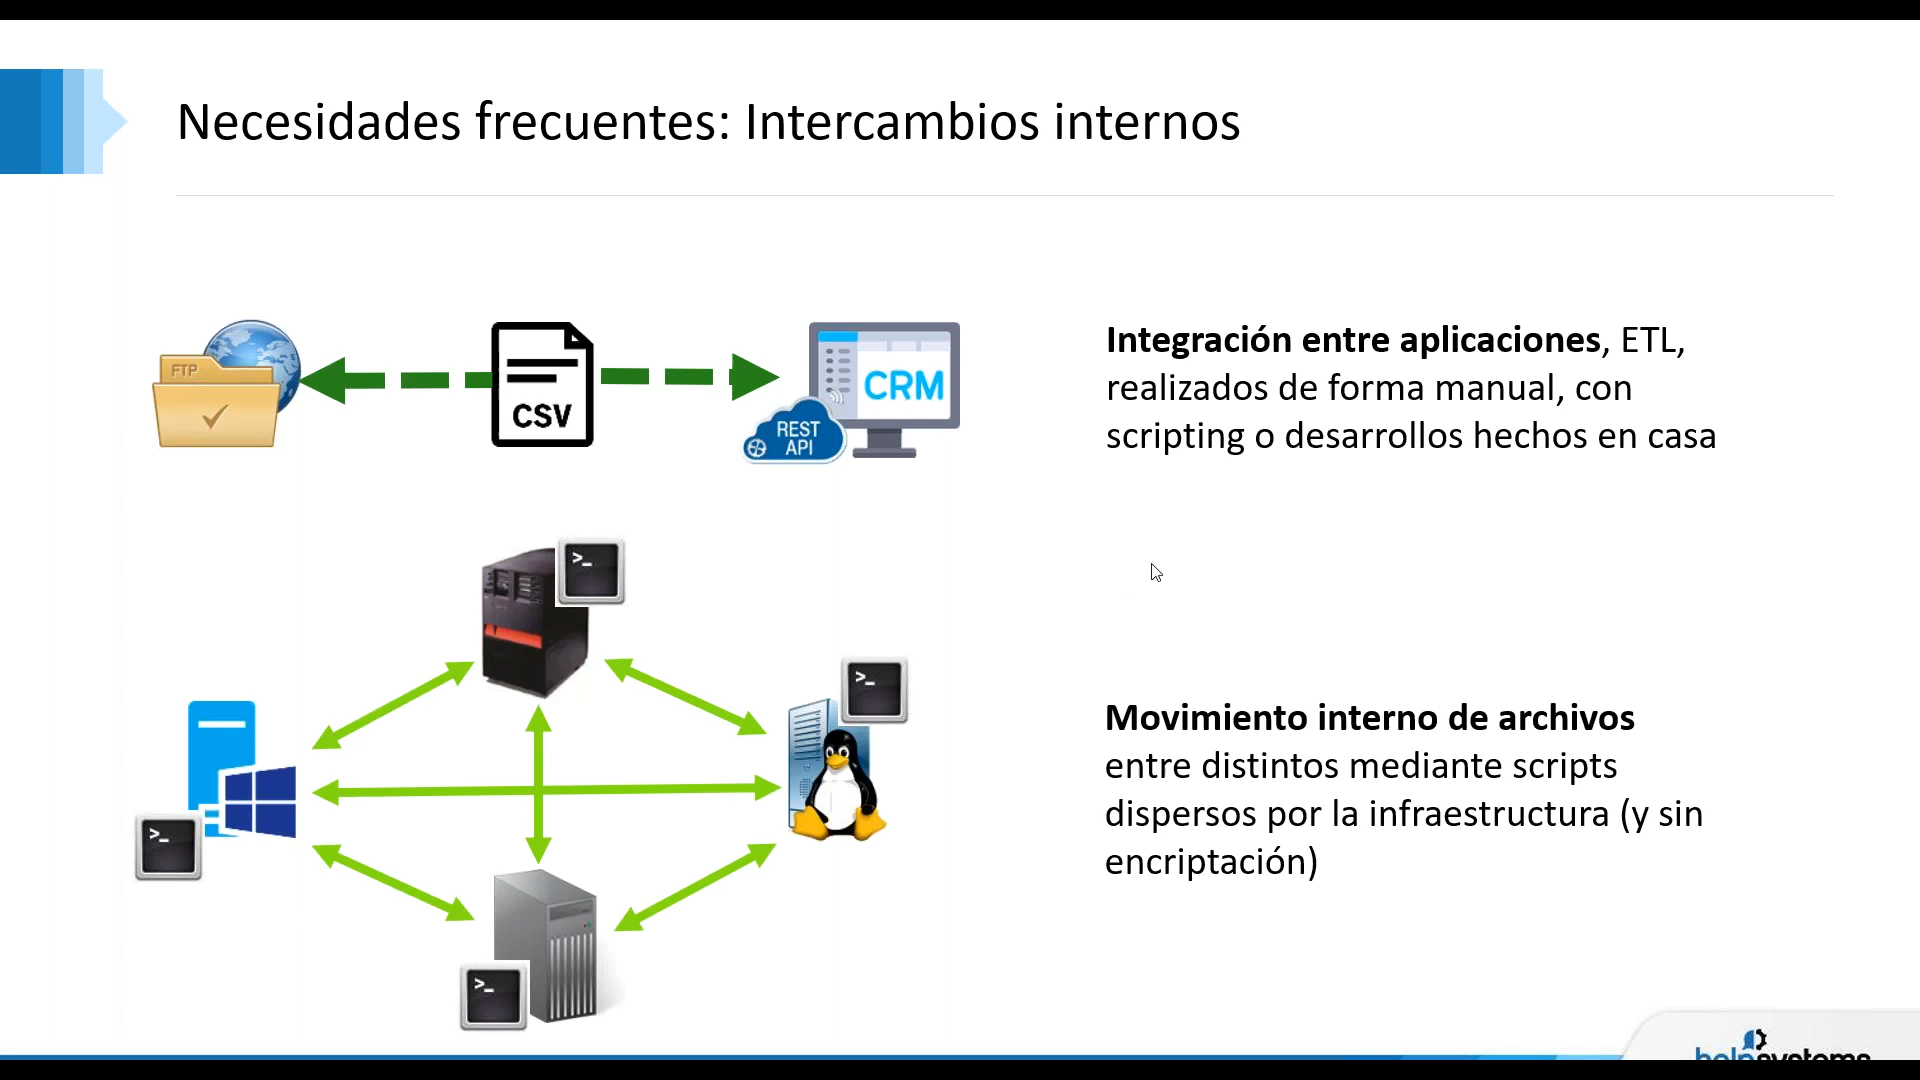 Necesidades frecuentes: Intercambios internos
FTP
CSV
CRM
REST
API
Integración entre aplicaciones, ETL,
realizados de forma manual, con
scripting o desarrollos hechos en casa
>_
>_
>_
>_
Movimiento interno de archivos
entre distintos mediante scripts
dispersos por la infraestructura (y sin
encriptación)
helpsystems